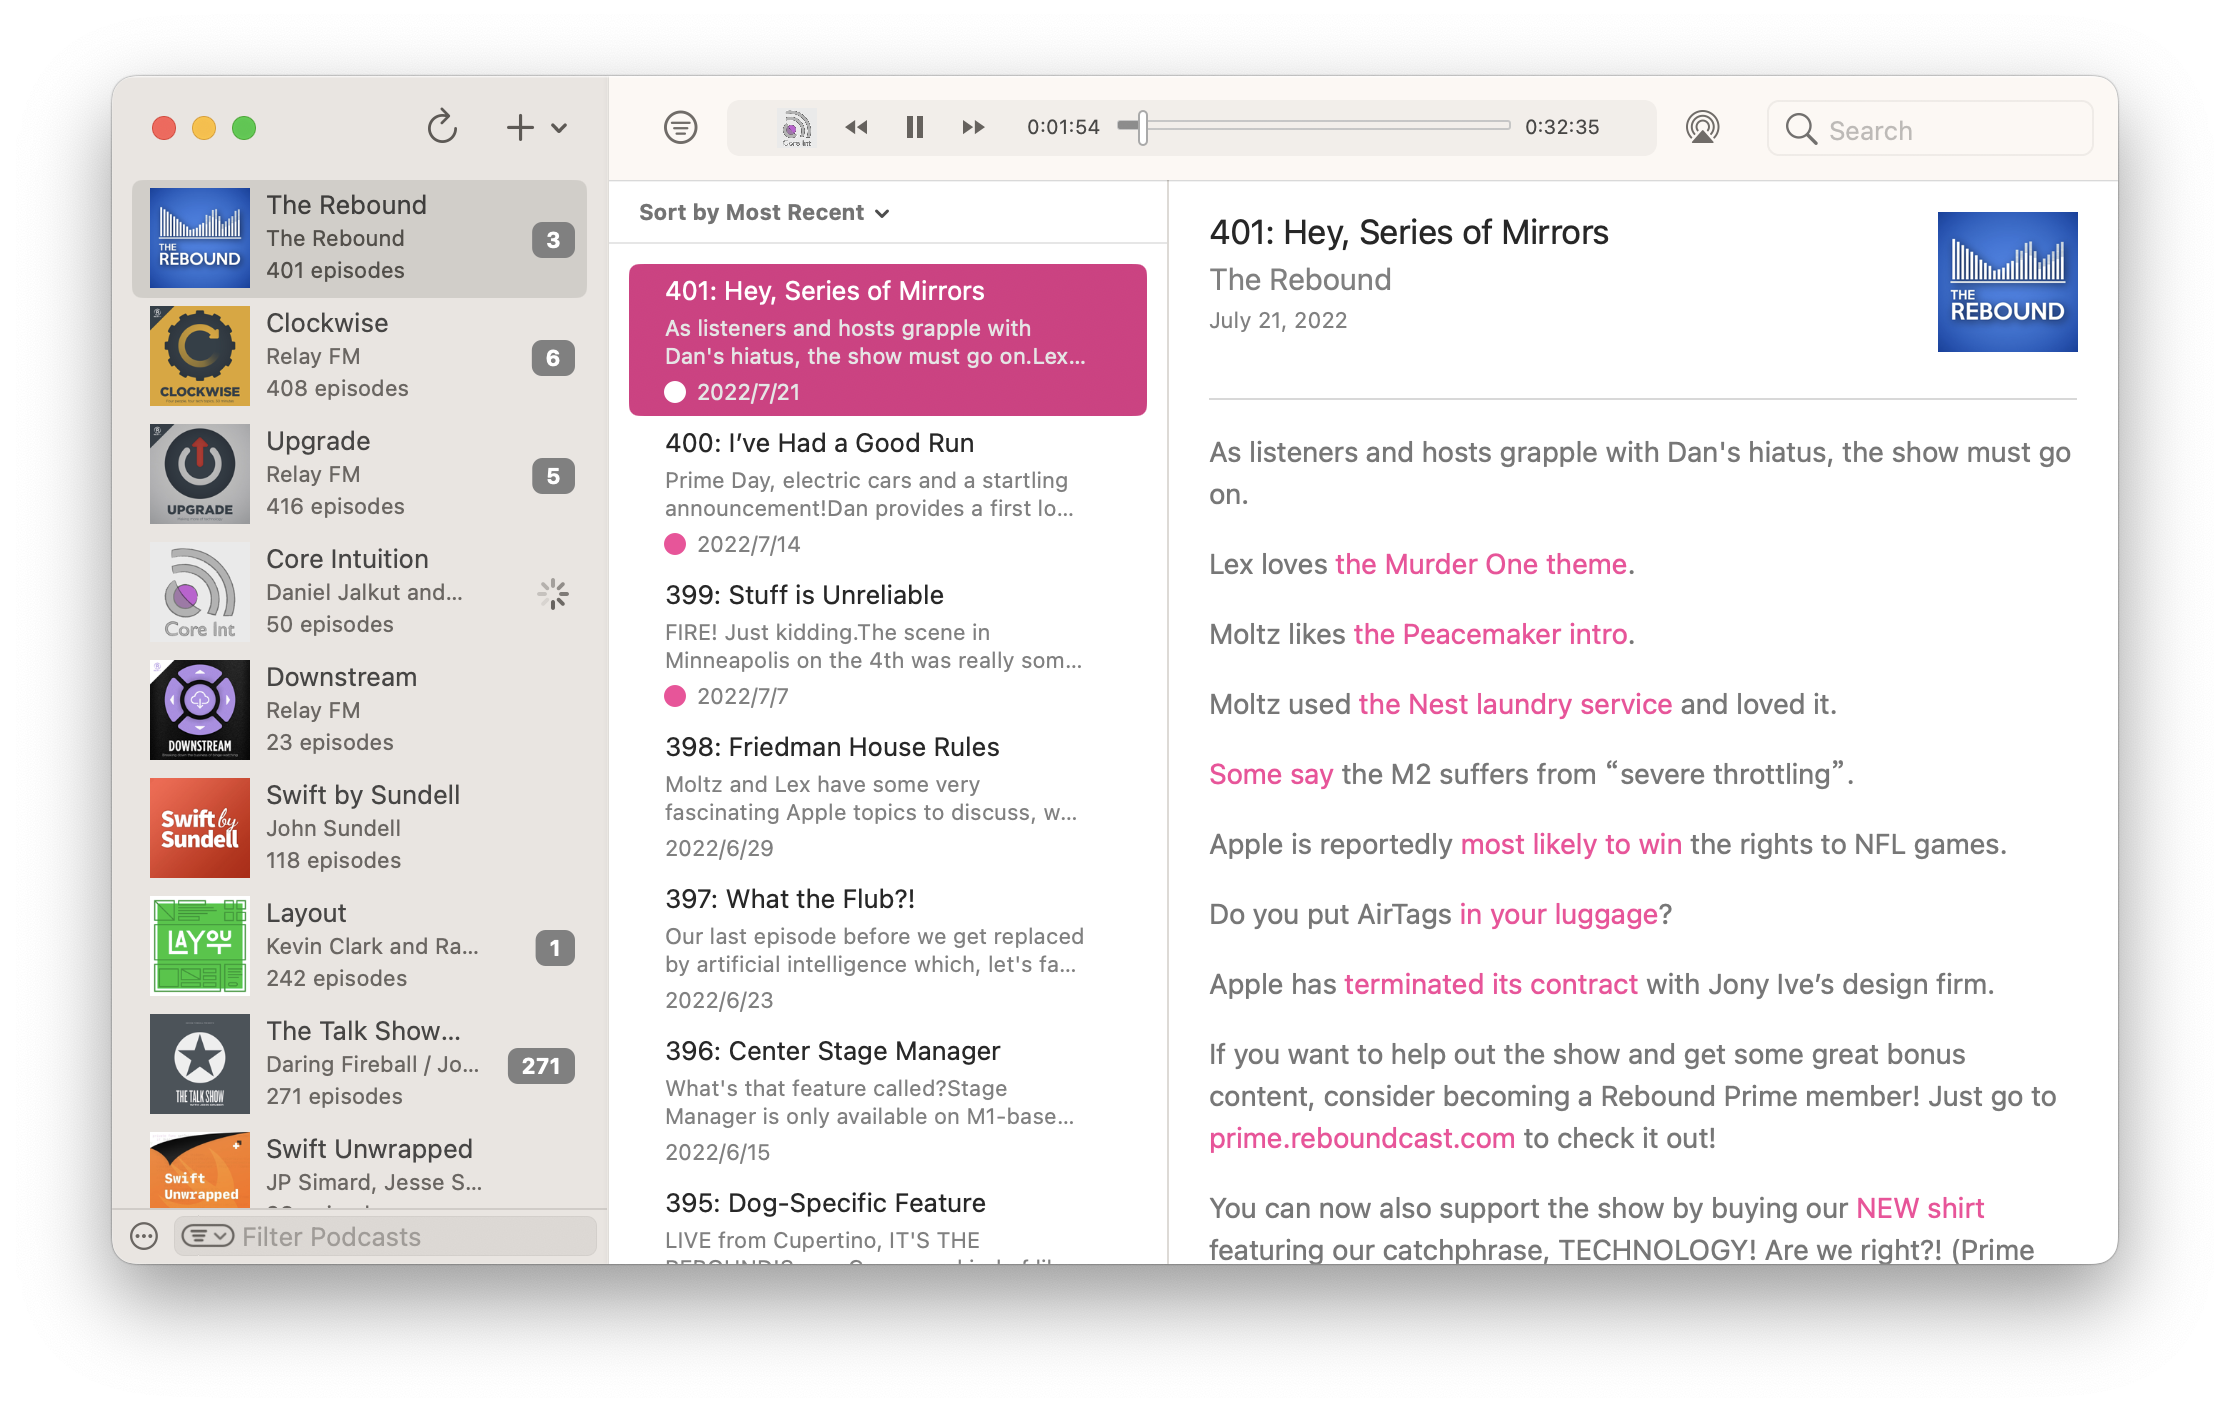 0:01:54
0:32:35
Search
Core Int
The Rebound
The Rebound
401 episodes
3
THE
REBOUND
Clockwise
Relay FM
408 episodes
6
CLOCKWISE
Upgrade
Relay FM
416 episodes
5
UPGRADE
Core Intuition
Daniel Jalkut and...
50 episodes
Core Int
Downstream
Relay FM
23 episodes
DOWNSTREAM
Swift by Sundell
John Sundell
118 episodes
Swift by
Sundell
Layout
Kevin Clark and Ra...
242 episodes
1
LAYOUT
The Talk Show...
Daring Fireball / Jo...
271 episodes
271
THE TALK SHOW
Swift Unwrapped
JP Simard, Jesse S...
Swift
Unwrapped
Filter Podcasts
Sort by Most Recent
401: Hey, Series of Mirrors
As listeners and hosts grapple with
Dan's hiatus, the show must go on.Lex...
2022/7/21
400: I’ve Had a Good Run
Prime Day, electric cars and a startling
announcement!Dan provides a first lo...
2022/7/14
399: Stuff is Unreliable
FIRE! Just kidding.The scene in
Minneapolis on the 4th was really som...
2022/7/7
398: Friedman House Rules
Moltz and Lex have some very
fascinating Apple topics to discuss, w...
2022/6/29
397: What the Flub?!
Our last episode before we get replaced
by artificial intelligence which, let's fa...
2022/6/23
396: Center Stage Manager
What's that feature called?Stage
Manager is only available on M1-base...
2022/6/15
395: Dog-Specific Feature
LIVE from Cupertino, IT'S THE
401: Hey, Series of Mirrors
The Rebound
July 21, 2022
THE
REBOUND
As listeners and hosts grapple with Dan's hiatus, the show must go
on.
Lex loves the Murder One theme.
Moltz likes the Peacemaker intro.
Moltz used the Nest laundry service and loved it.
Some say the M2 suffers from “severe throttling”.
Apple is reportedly most likely to win the rights to NFL games.
Do you put AirTags in your luggage?
Apple has terminated its contract with Jony Ive’s design firm.
If you want to help out the show and get some great bonus
content, consider becoming a Rebound Prime member! Just go to
prime.reboundcast.com to check it out!
You can now also support the show by buying our NEW shirt
featuring our catchphrase, TECHNOLOGY! Are we right?! (Prime